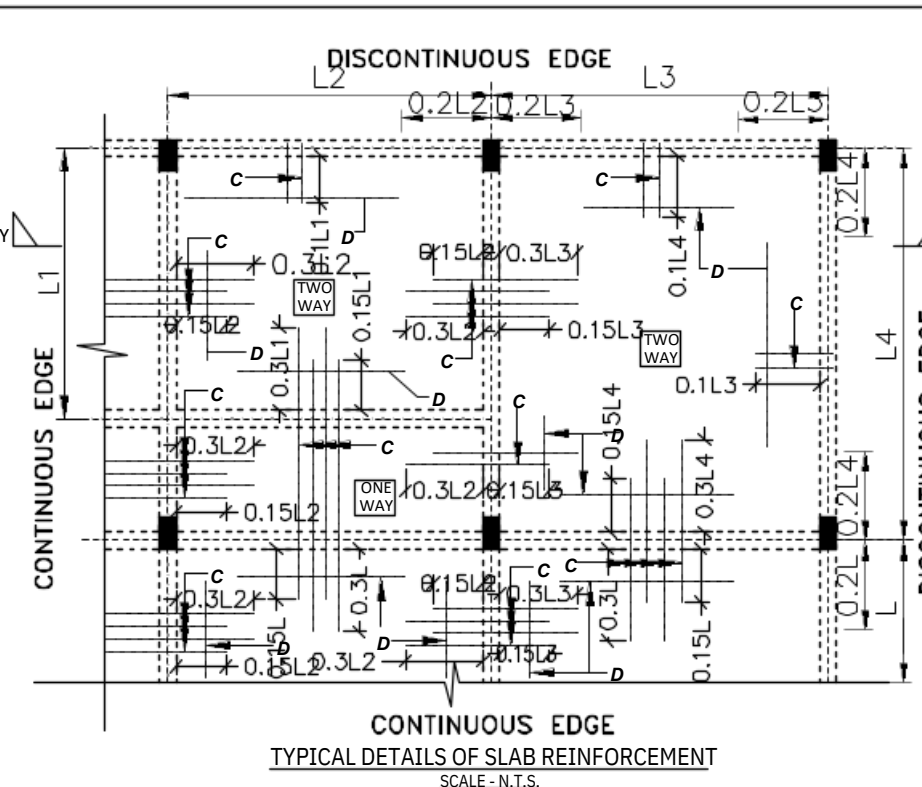 DISCONTINUOUS EDGE
L2 L3
0.2L2 0.2L3 0.2L3
C C
0.2L4
D
0.1L1
0.1L4
Y
C
0.3L2
0.15L2 0.3L3
D
L1
TWO WAY
0.15L1
C
0.15L2
0.3L2 0.15L3
L4
D
C
TWO WAY
0.3L1
0.1L3
D
C
C
0.15L4
CONTINUOUS EDGE
0.3L2
C
D
0.3L4
0.2L4
ONE WAY
0.3L2 0.15L3
0.15L2
C
C
C
0.15L2
0.3L2
0.3L3
0.3L
0.3L
0.2L
L
0.15L
0.15L
D
D
0.15L2 0.3L2
0.15L3
D
CONTINUOUS EDGE
TYPICAL DETAILS OF SLAB REINFORCEMENT
SCALE - N.T.S.